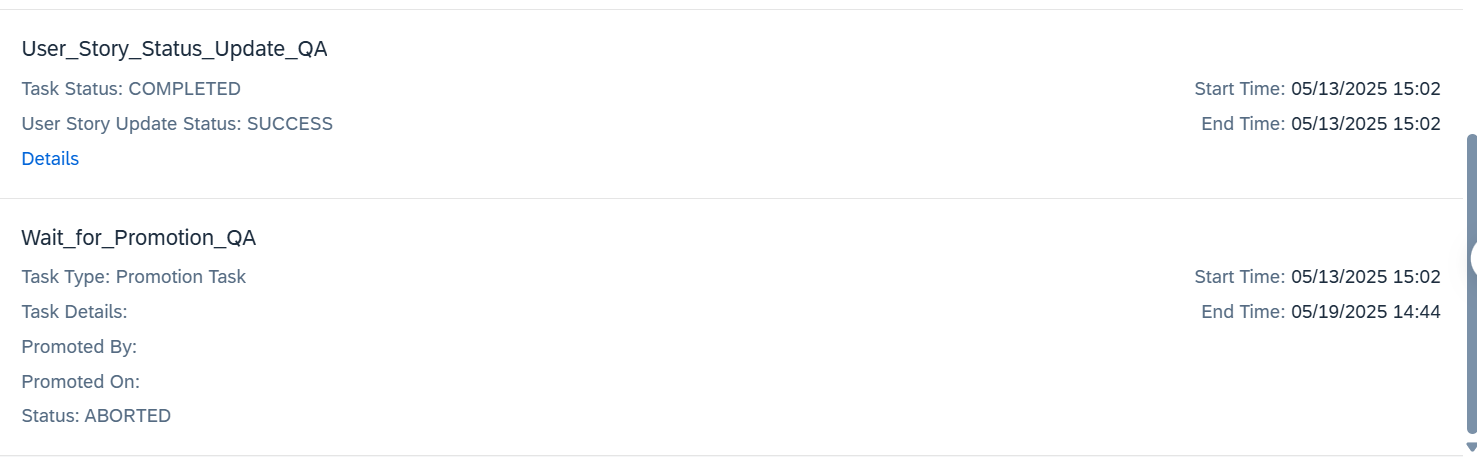 User_Story_Status_Update_QA
Task Status: COMPLETED
Start Time: 05/13/2025 15:02
User Story Update Status: SUCCESS
End Time: 05/13/2025 15:02
Details
Wait_for_Promotion_QA
Task Type: Promotion Task
Start Time: 05/13/2025 15:02
Task Details:
End Time: 05/19/2025 14:44
Promoted By:
Promoted On:
Status: ABORTED